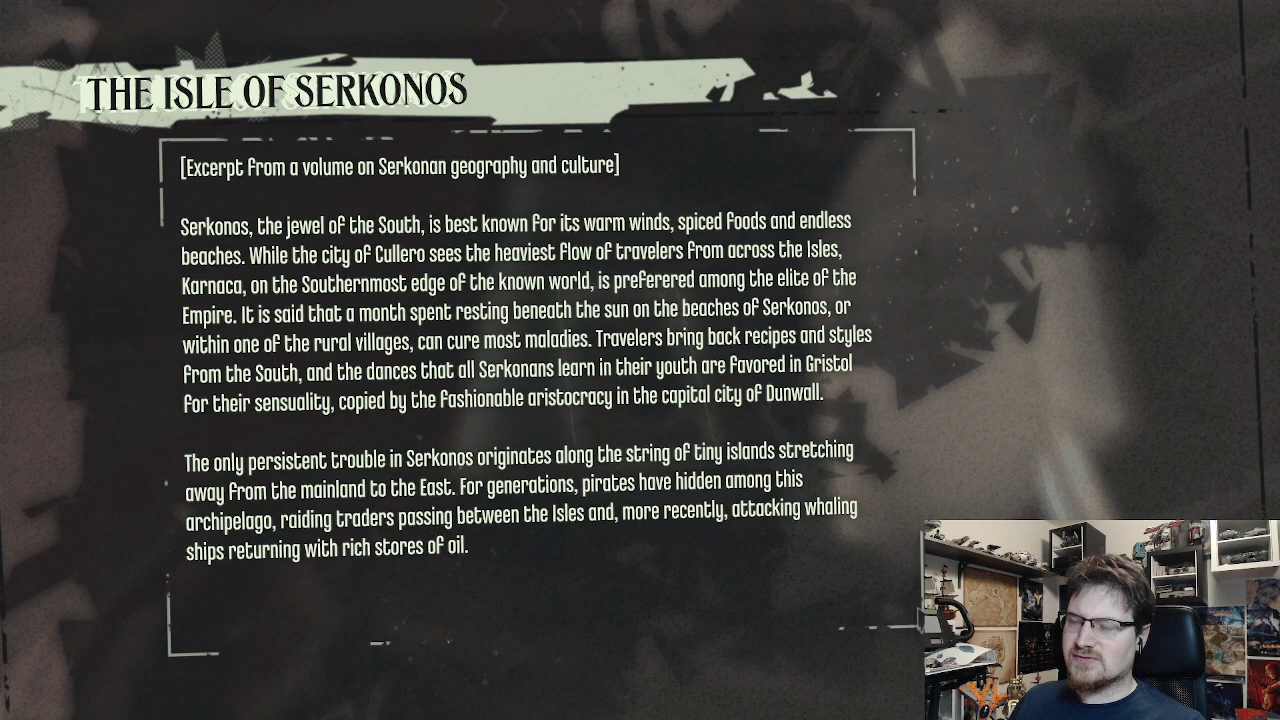 THE ISLE OF SERKONOS
[Excerpt from a volume on Serkonan geography and culture]
Serkonos, the jewel of the South, is best known for its warm winds, spiced foods and endless
beaches. While the city of Cullero sees the heaviest flow of travelers from across the Isles,
Karnaca, on the Southernmost edge of the known world, is preferered among the elite of the
Empire. It is said that a month spent resting beneath the sun on the beaches of Serkonos, or
within one of the rural villages, can cure most maladies. Travelers bring back recipes and styles
from the South, and the dances that all Serkonans learn in their youth are favored in Gristol
for their sensuality, copied by the fashionable aristocracy in the capital city of Dunwall.
The only persistent trouble in Serkonos originates along the string of tiny islands stretching
away from the mainland to the East. For generations, pirates have hidden among this
archipelago, raiding traders passing between the Isles and, more recently, attacking whaling
ships returning with rich stores of oil.